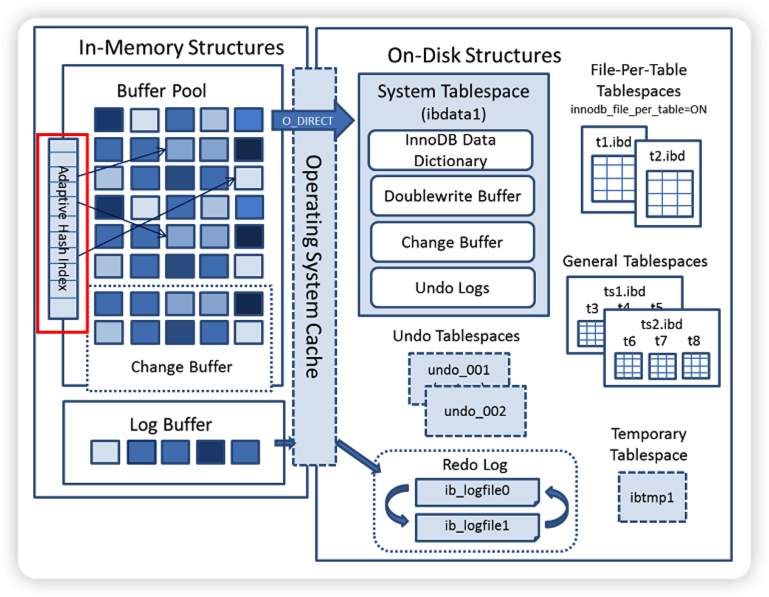 In-Memory Structures
Buffer Pool
Adaptive Hash Index
Change Buffer
Log Buffer
O_DIRECT
Operating System Cache
On-Disk Structures
System Tablespace
(ibdata1)
InnoDB Data
Dictionary
Doublewrite Buffer
Change Buffer
Undo Logs
File-Per-Table
Tablespaces
innodb_file_per_table=ON
t1.ibd
t2.ibd
General Tablespaces
ts1.ibd
t3 t4 t5
ts2.ibd
t6 t7 t8
Undo Tablespaces
undo_001
undo_002
Redo Log
ib_logfile0
ib_logfile1
Temporary
Tablespace
ibtmp1